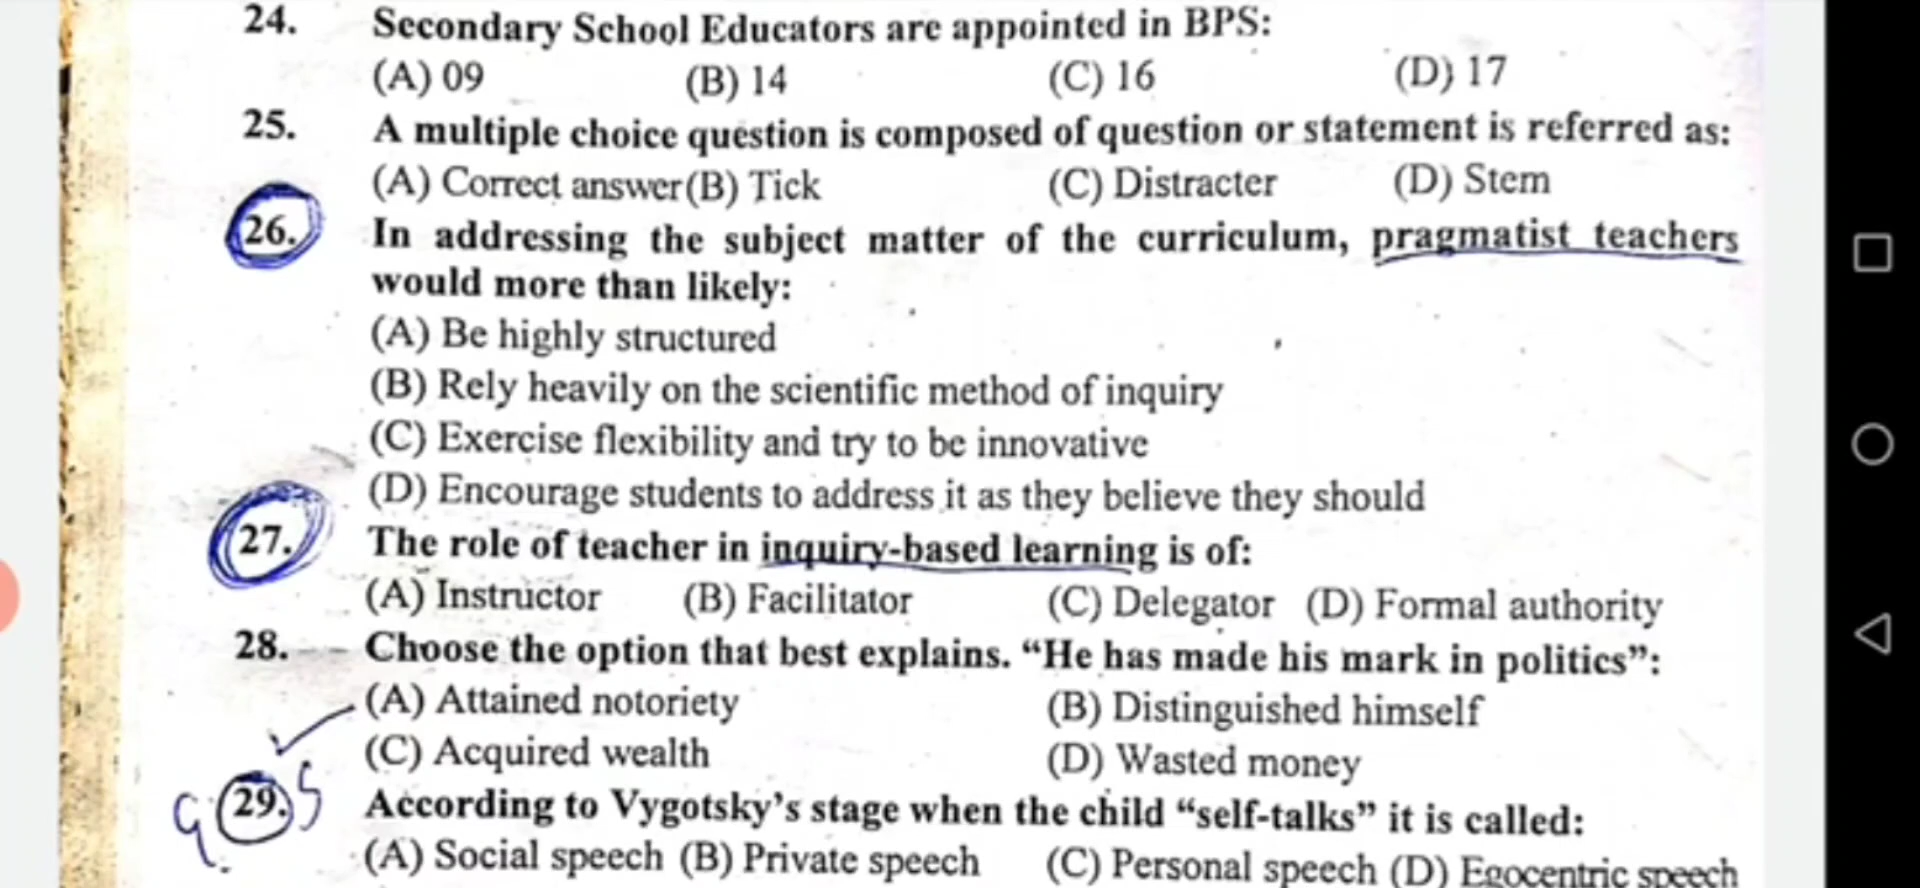 24. Secondary School Educators are appointed in BPS:
(A) 09 (B) 14 (C) 16 (D) 17
25. A multiple choice question is composed of question or statement is referred as:
(A) Correct answer (B) Tick (C) Distracter (D) Stem
26. In addressing the subject matter of the curriculum, pragmatist teachers
would more than likely:
(A) Be highly structured
(B) Rely heavily on the scientific method of inquiry
(C) Exercise flexibility and try to be innovative
(D) Encourage students to address it as they believe they should
27. The role of teacher in inquiry-based learning is of:
(A) Instructor (B) Facilitator (C) Delegator (D) Formal authority
28. Choose the option that best explains. “He has made his mark in politics”:
(A) Attained notoriety (B) Distinguished himself
(C) Acquired wealth (D) Wasted money
29. According to Vygotsky’s stage when the child “self-talks” it is called:
(A) Social speech (B) Private speech (C) Personal speech (D) Egocentric speech